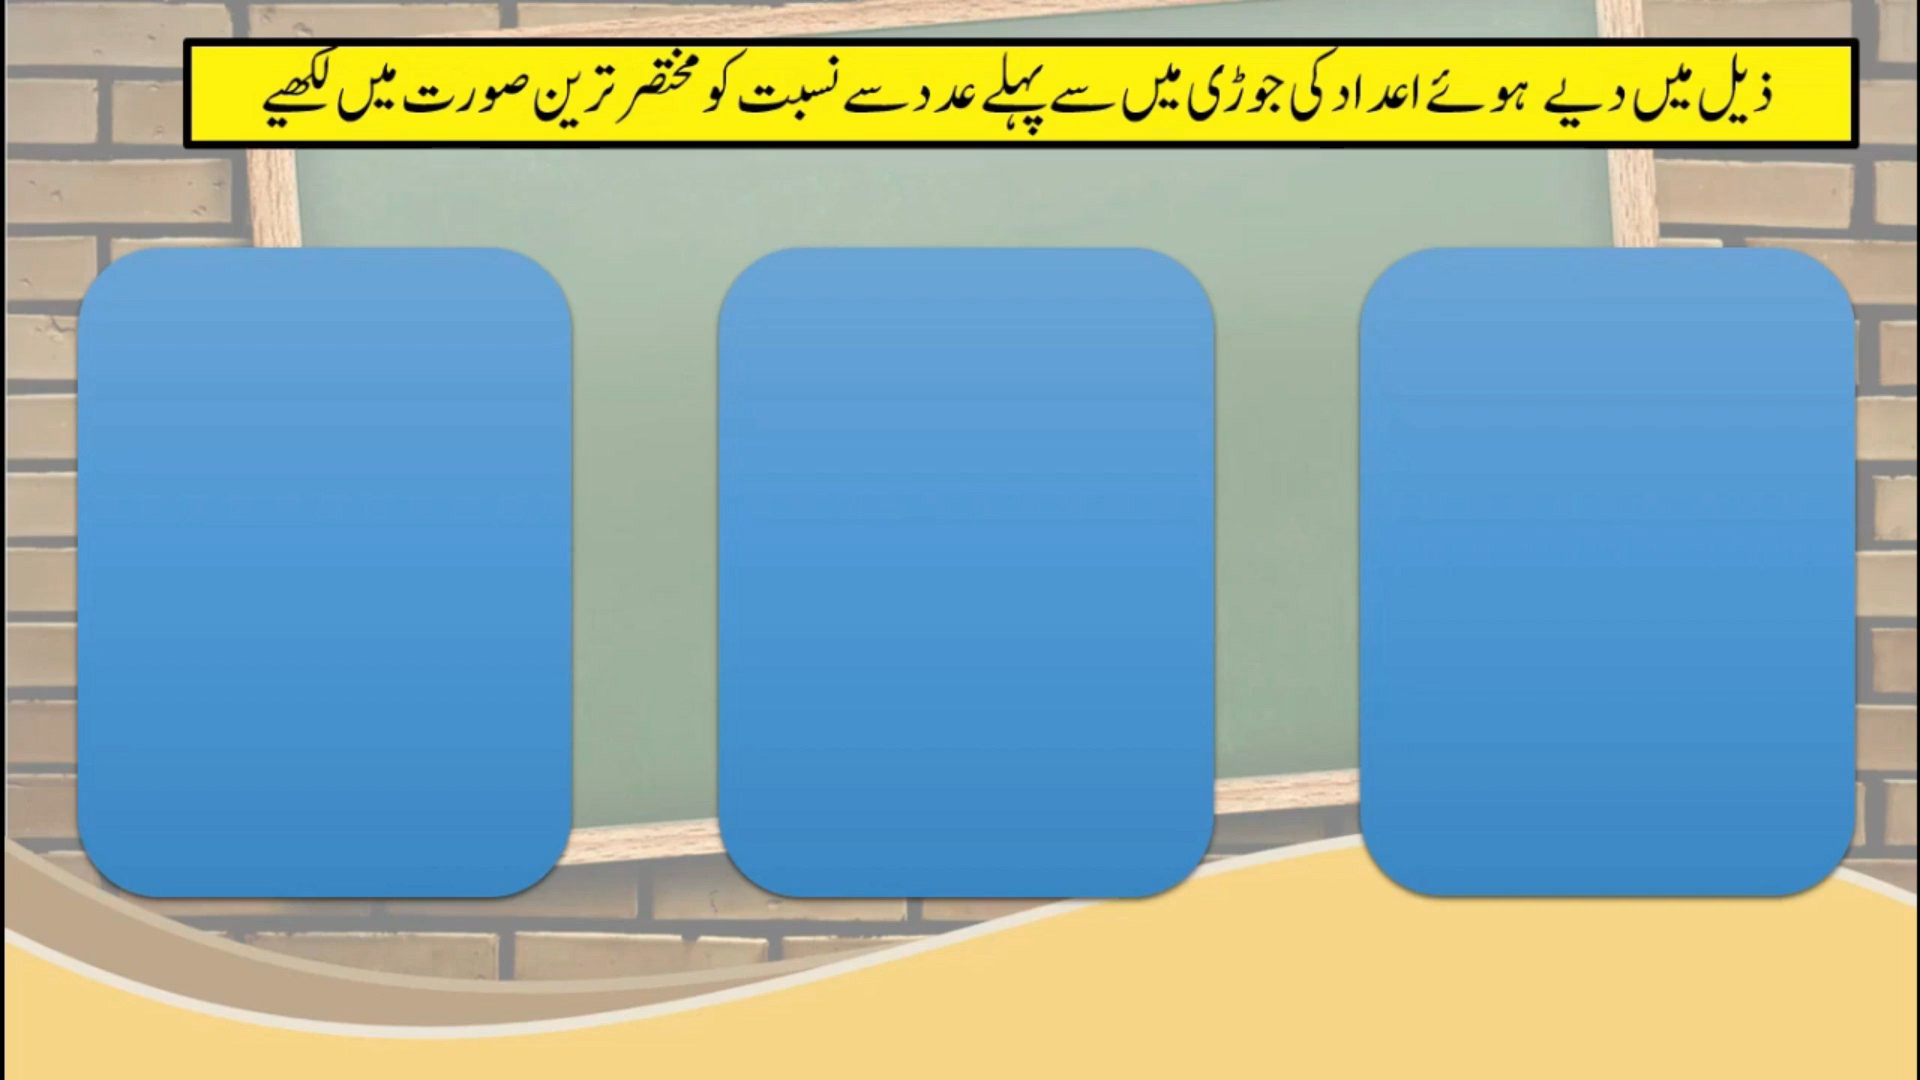 ذیل میں دیے ہوئے اعداد کی جوڑی میں سے پہلے عدد سے نسبت کو مختصر ترین صورت میں لکھیے